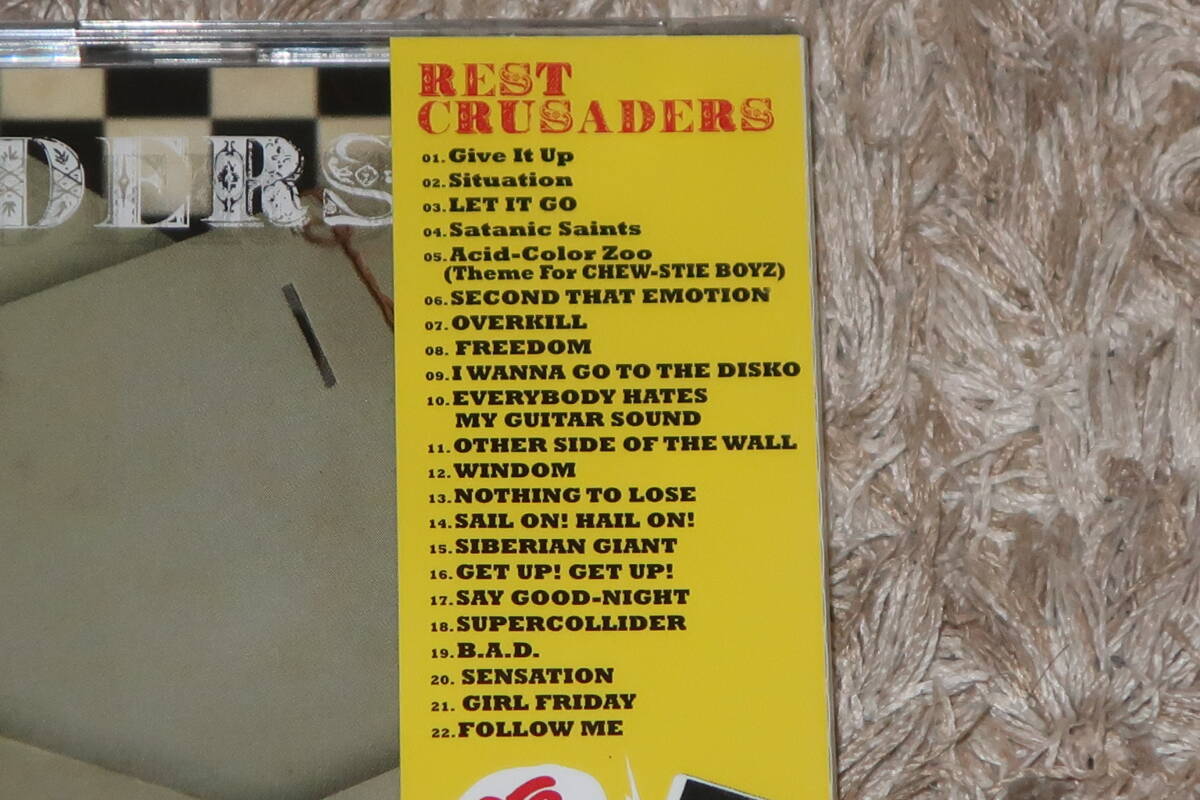 DERS
REST
CRUSADERS
01. Give It Up
02. Situation
03. LET IT GO
04. Satanic Saints
05. Acid-Color Zoo
(Theme For CHEW-STIE BOYZ)
06. SECOND THAT EMOTION
07. OVERKILL
08. FREEDOM
09. I WANNA GO TO THE DISKO
10. EVERYBODY HATES
MY GUITAR SOUND
11. OTHER SIDE OF THE WALL
12. WINDOM
13. NOTHING TO LOSE
14. SAIL ON! HAIL ON!
15. SIBERIAN GIANT
16. GET UP! GET UP!
17. SAY GOOD-NIGHT
18. SUPERCOLLIDER
19. B.A.D.
20. SENSATION
21. GIRL FRIDAY
22. FOLLOW ME